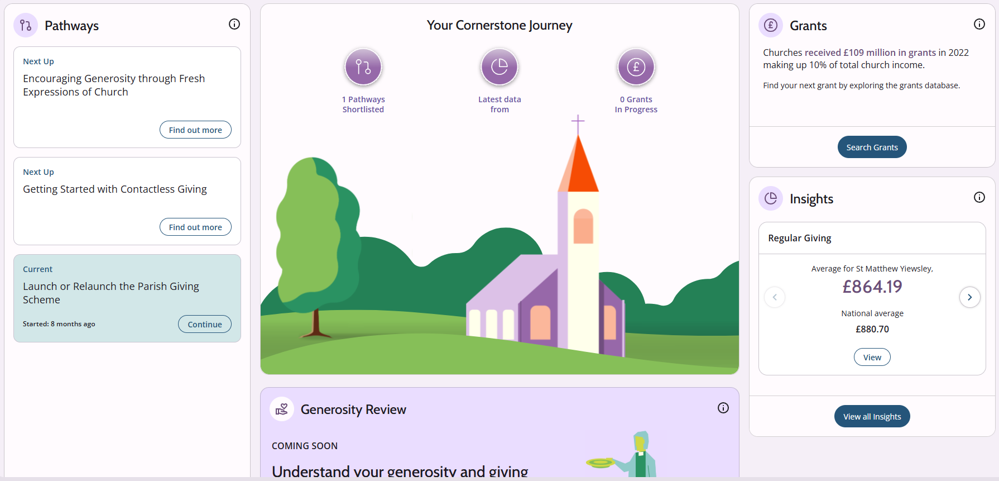 Pathways
Next Up
Encouraging Generosity through Fresh
Expressions of Church
Find out more
Next Up
Getting Started with Contactless Giving
Find out more
Current
Launch or Relaunch the Parish Giving
Scheme
Started: 8 months ago
Continue
Your Cornerstone Journey
1 Pathways
Shortlisted
Latest data
from
0 Grants
In Progress
Generosity Review
COMING SOON
Understand your generosity and giving
Grants
Churches received £109 million in grants in 2022
making up 10% of total church income.
Find your next grant by exploring the grants database.
Search Grants
Insights
Regular Giving
Average for St Matthew Yiewsley,
£864.19
National average
£880.70
View
View all Insights